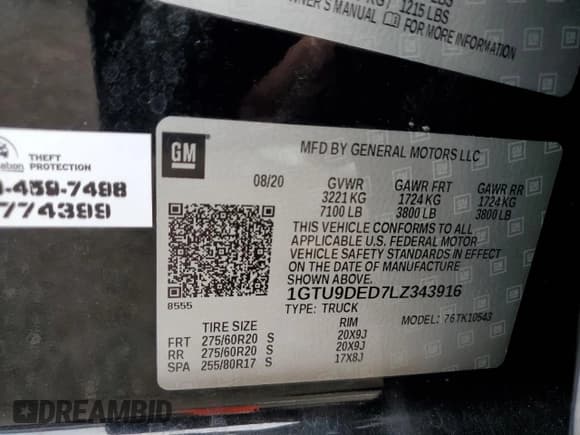 1215 LBS
OWNER'S MANUAL
FOR MORE INFORMATION.
THEFT
PROTECTION
-459-7498
774399
GM
MFD BY GENERAL MOTORS LLC
08/20
GVWR
3221 KG
7100 LB
GAWR FRT
1724 KG
3800 LB
GAWR RR
1724 KG
3800 LB
THIS VEHICLE CONFORMS TO ALL
APPLICABLE U.S. FEDERAL MOTOR
VEHICLE SAFETY STANDARDS IN EFFECT
ON THE DATE OF MANUFACTURE
SHOWN ABOVE.
1GTU9DED7LZ343916
TYPE: TRUCK
MODEL: 76TK10543
8555
TIRE SIZE RIM
FRT 275/60R20 S 20X9J
RR 275/60R20 S 20X9J
SPA 255/80R17 S 17X8J
DREAMBID